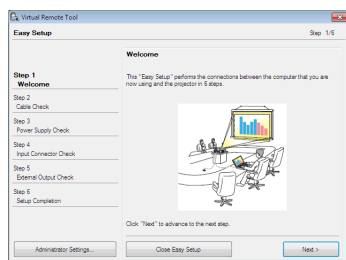 Virtual Remote Tool
Easy Setup
Step 1/6
Welcome
Step 1
Welcome
This "Easy Setup" performs the connections between the computer that you are
now using and the projector in 5 steps.
Step 2
Cable Check
Step 3
Power Supply Check
Step 4
Input Connector Check
Step 5
External Output Check
Step 6
Setup Completion
Click "Next" to advance to the next step.
Administrator Settings...
Close Easy Setup
Next >